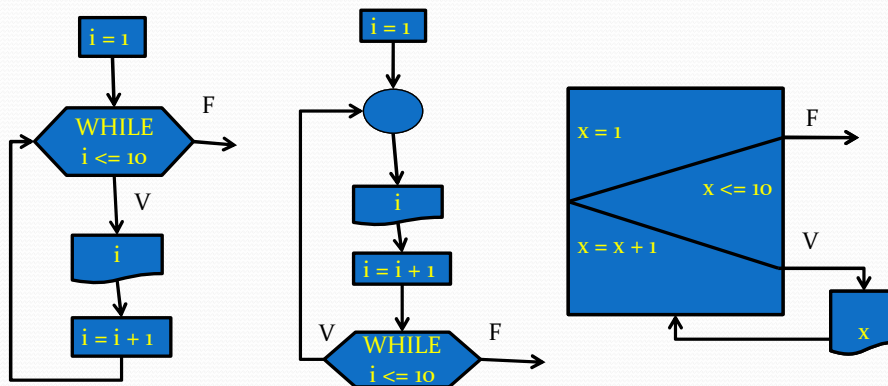 i = 1
WHILE
i <= 10
F
V
i
i = i + 1
i = 1
i
i = i + 1
V
WHILE
i <= 10
F
x = 1
x <= 10
x = x + 1
F
V
x